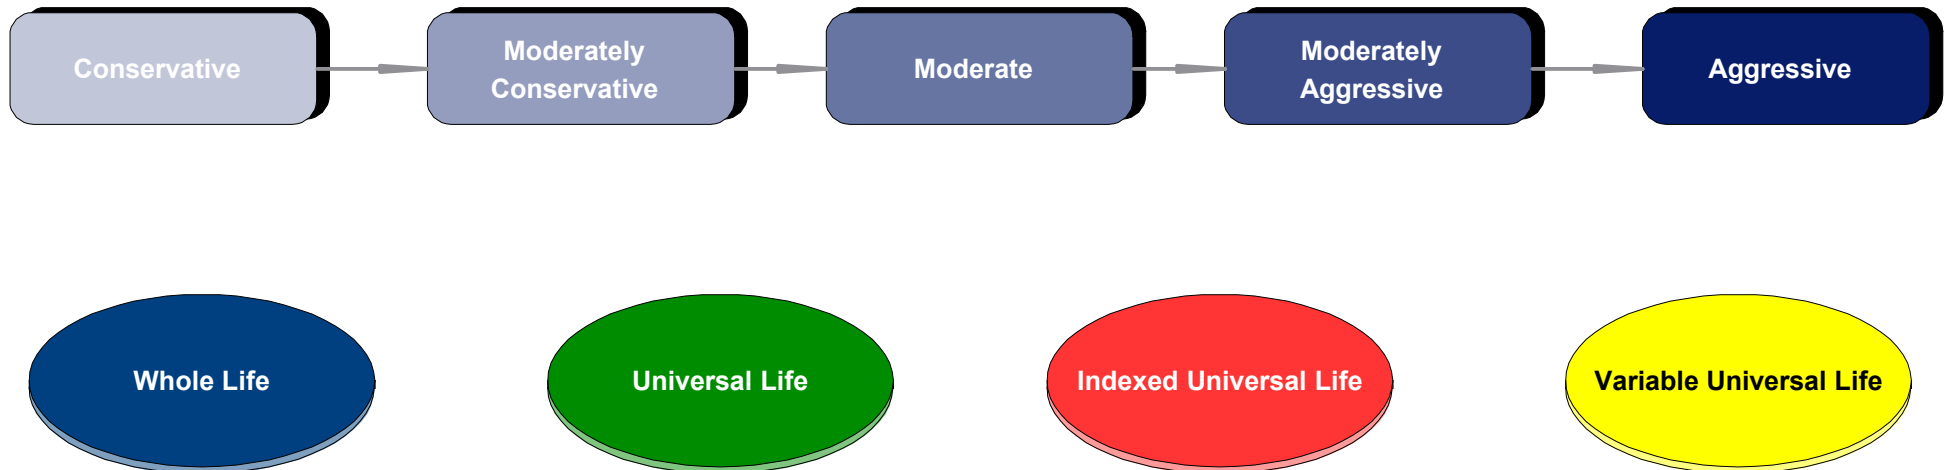 Conservative
Moderately
Conservative
Moderate
Moderately
Aggressive
Aggressive
Whole Life
Universal Life
Indexed Universal Life
Variable Universal Life